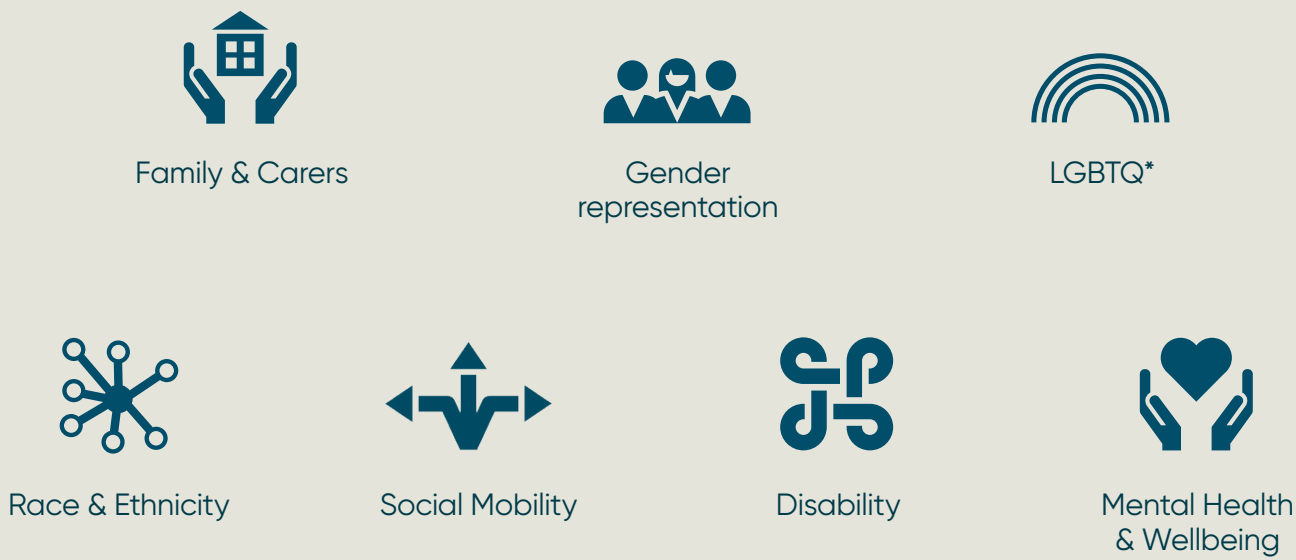 Family & Carers
Gender
representation
LGBTQ*
Race & Ethnicity
Social Mobility
Disability
Mental Health
& Wellbeing